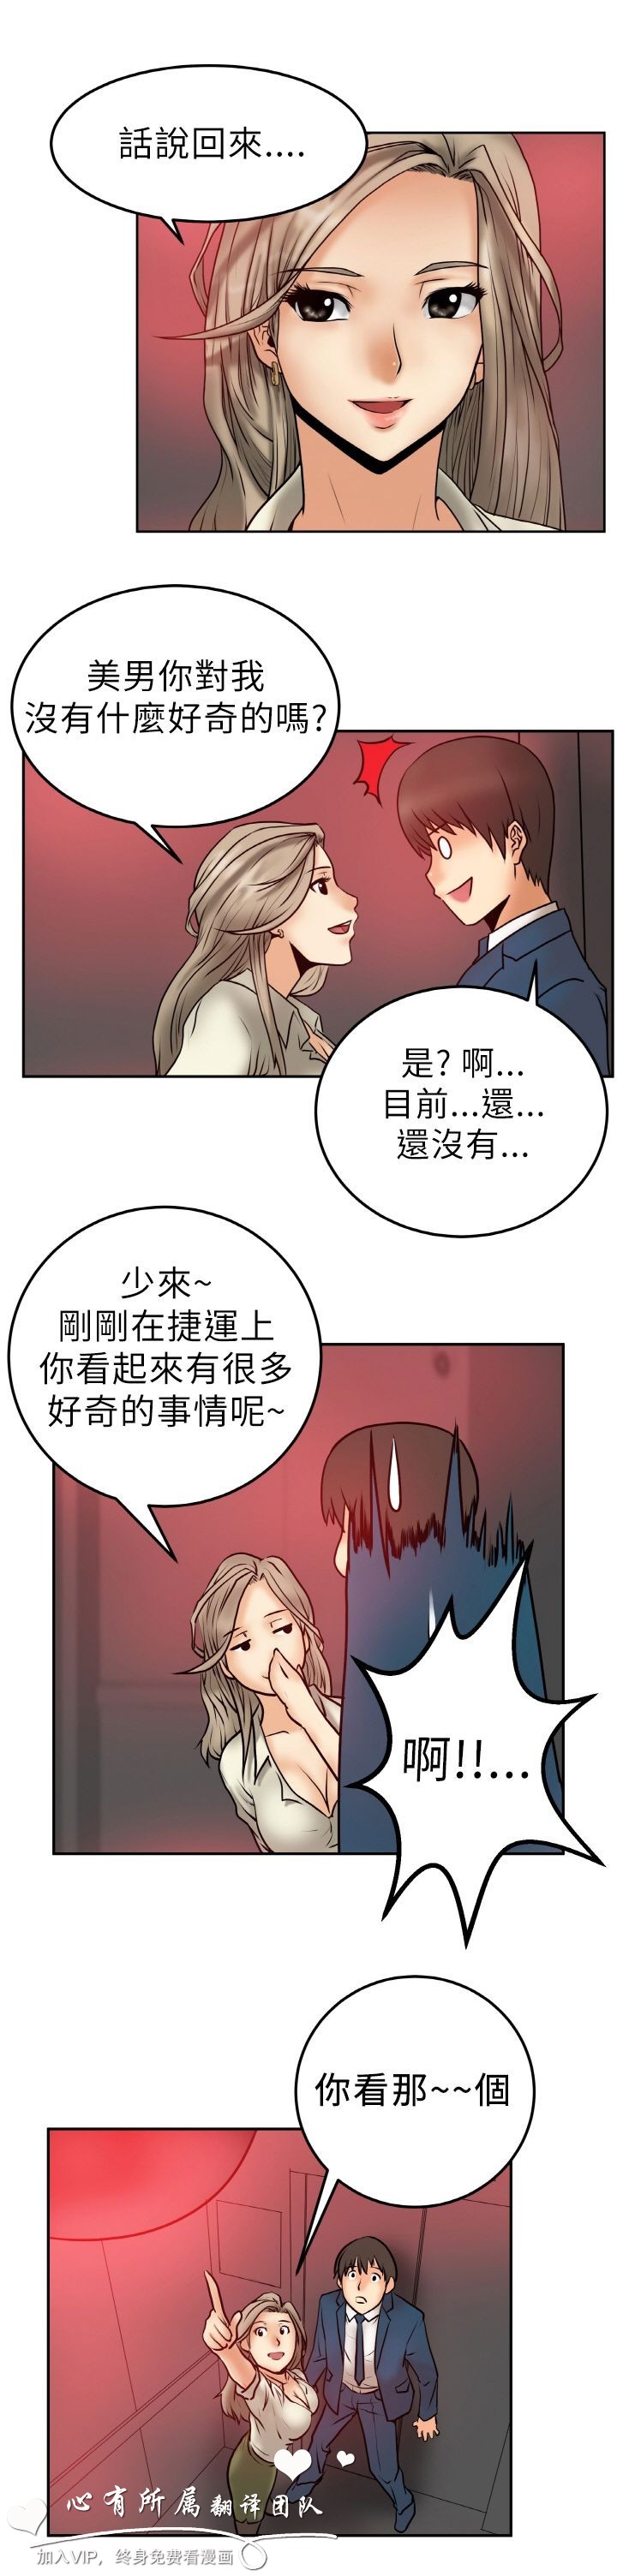 話說回來....
美男你對我
沒有什麼好奇的嗎?
是? 啊...
目前...還...
還沒有...
少來~
剛剛在捷運上
你看起來有很多
好奇的事情呢~
啊!!...
你看那~~個
心有所属翻译团队
加入VIP，终身免费看漫画